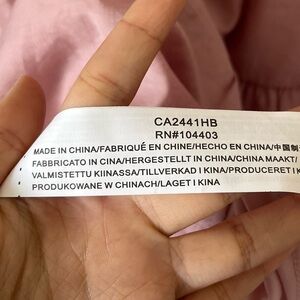 CA2441HB
RN#104403
MADE IN CHINA/FABRIQUÉ EN CHINE/HECHO EN CHINA/中国制
FABBRICATO IN CINA/HERGESTELLT IN CHINA/CHINA MAAKT/
VALMISTETTU KIINASSA/TILLVERKAD I KINA/PRODUCERET I K
PRODUKOWANE W CHINACH/LAGET I KINA